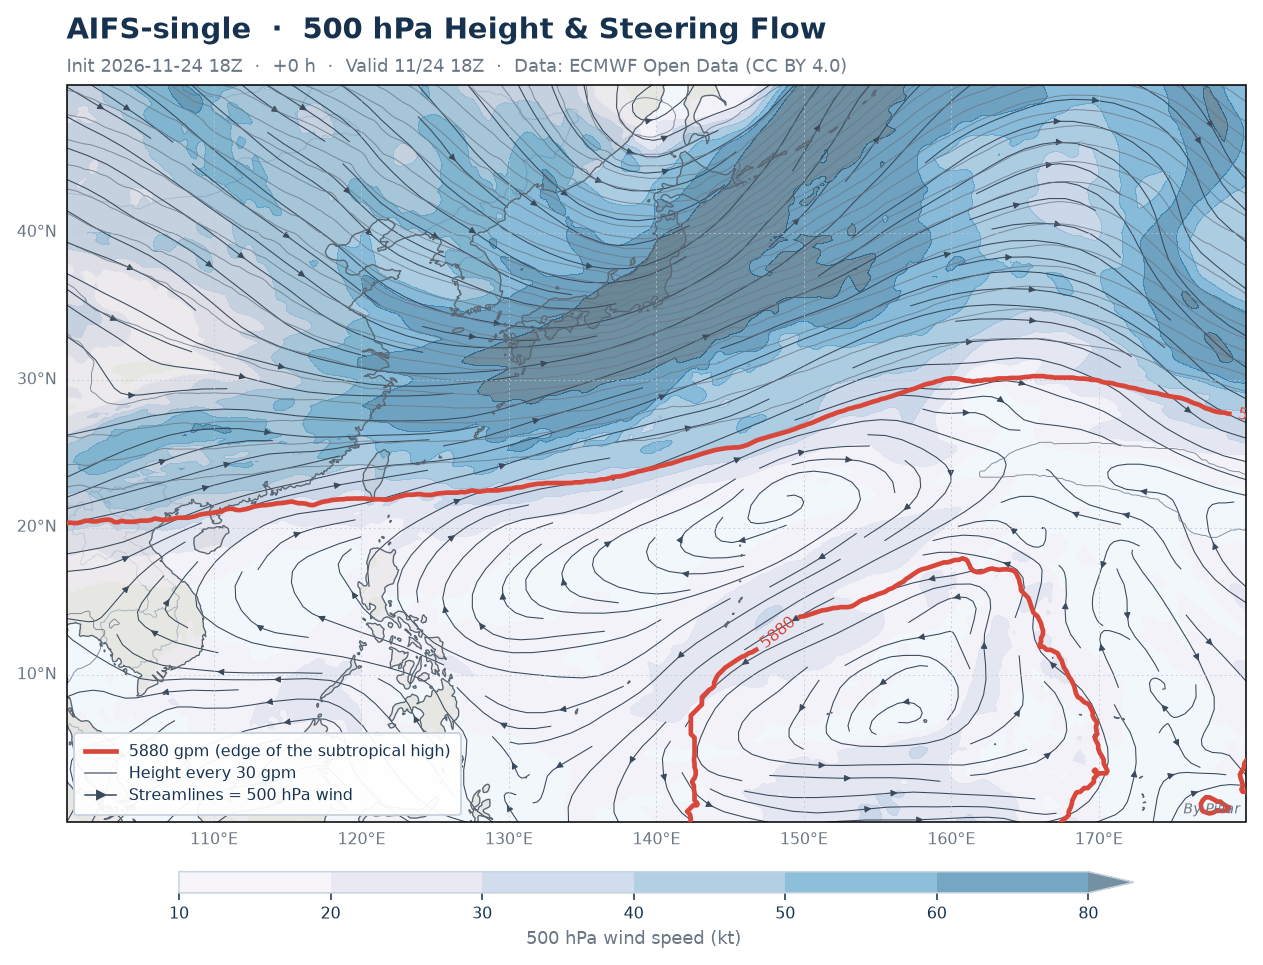 AIFS-single · 500 hPa Height & Steering Flow
Init 2026-11-24 18Z · +0 h · Valid 11/24 18Z · Data: ECMWF Open Data (CC BY 4.0)
40°N
30°N
20°N
10°N
5880
5880 gpm (edge of the subtropical high)
Height every 30 gpm
Streamlines = 500 hPa wind
110°E 120°E 130°E 140°E 150°E 160°E 170°E
10 20 30 40 50 60 80
500 hPa wind speed (kt)